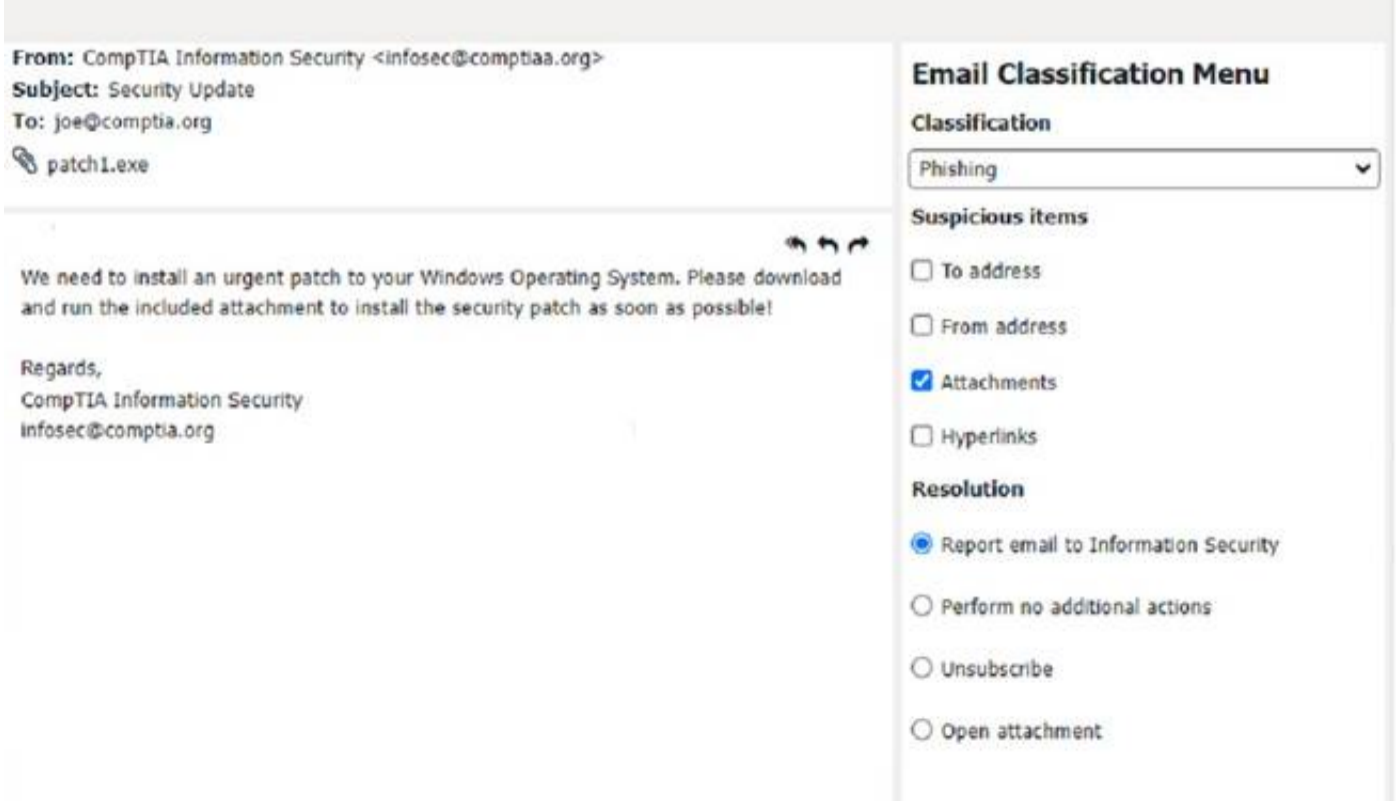 From: CompTIA Information Security <infosec@comptiaa.org>
Subject: Security Update
To: joe@comptia.org
patch1.exe
We need to install an urgent patch to your Windows Operating System. Please download
and run the included attachment to install the security patch as soon as possible!
Regards,
CompTIA Information Security
infosec@comptia.org
Email Classification Menu
Classification
Phishing
Suspicious items
To address
From address
Attachments
Hyperlinks
Resolution
Report email to Information Security
Perform no additional actions
Unsubscribe
Open attachment